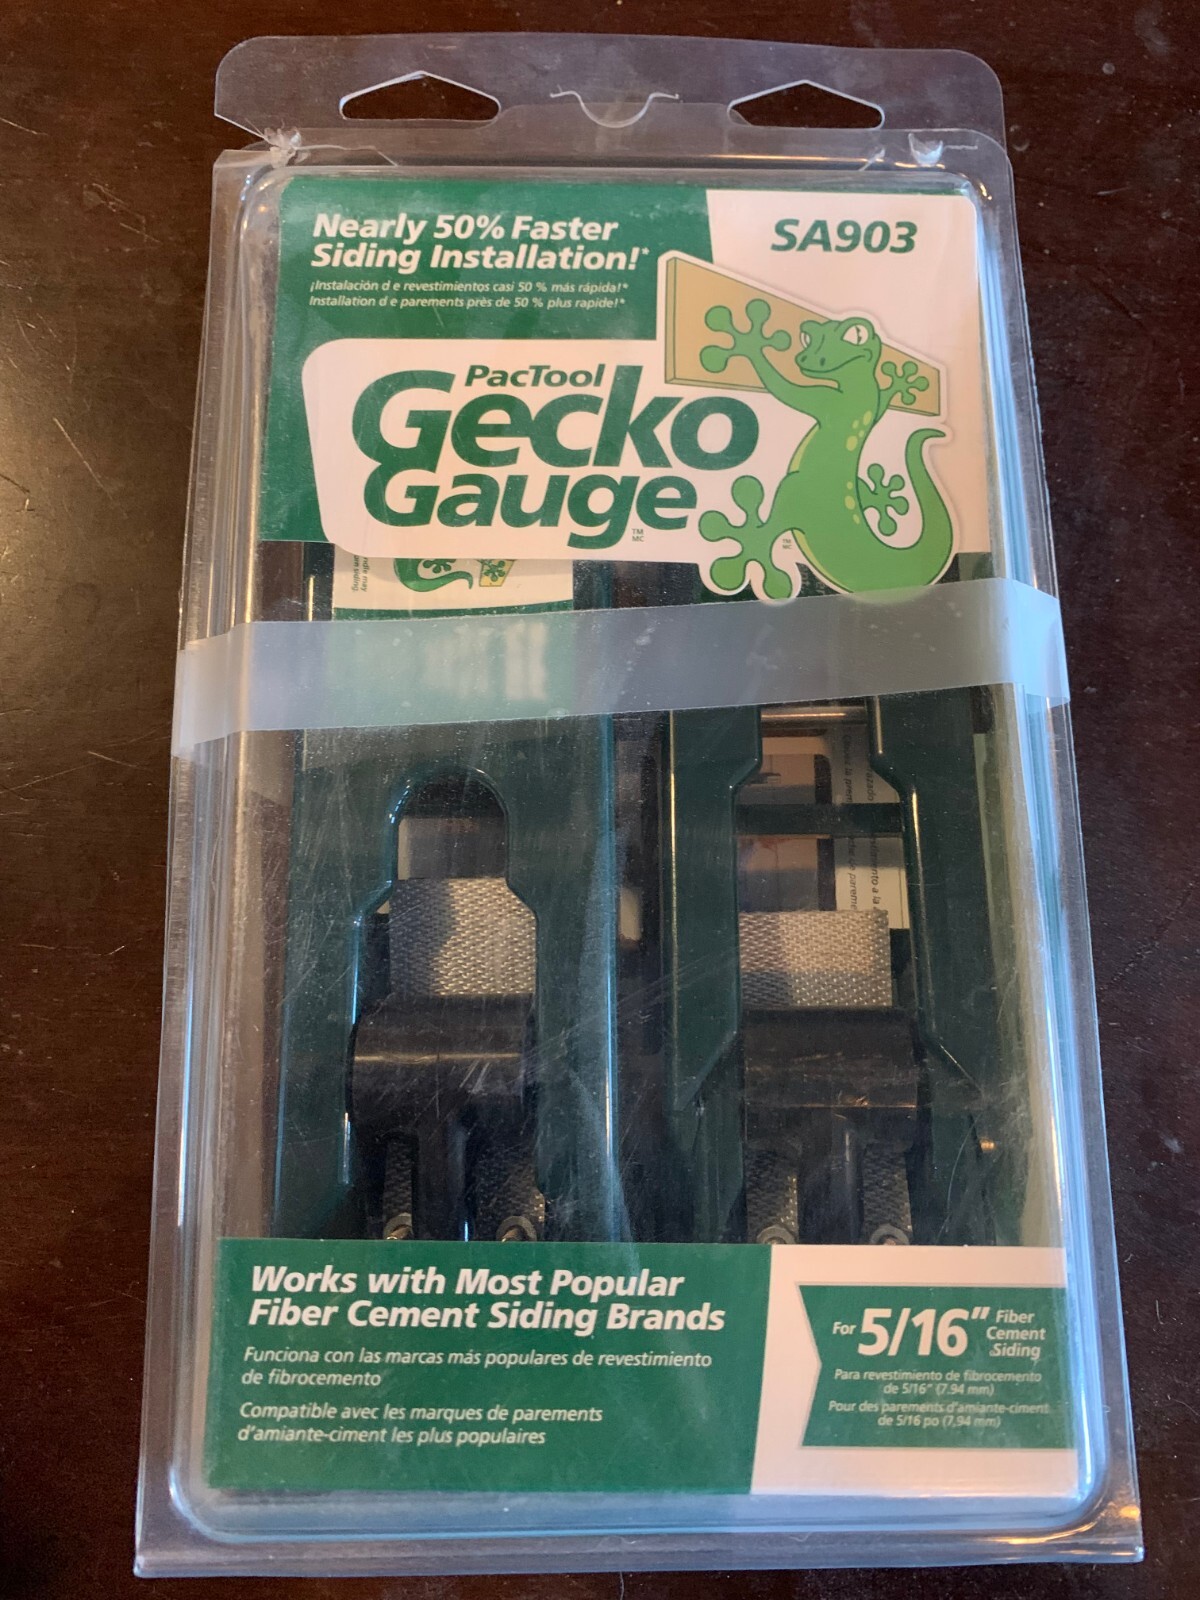 Nearly 50% Faster
Siding Installation!*
¡Instalación d e revestimientos casi 50 % más rápida!*
Installation d e parements près de 50 % plus rapide!*
SA903
PacTool
Gecko
Gauge
TM
MC
Works with Most Popular
Fiber Cement Siding Brands
Funciona con las marcas más populares de revestimiento
de fibrocemento
Compatible avec les marques de parements
d'amiante-ciment les plus populaires
For 5/16" Fiber
Cement
Siding
Para revestimiento de fibrocemento
de 5/16" (7,94 mm)
Pour des parements d'amiante-ciment
de 5/16 po (7,94 mm)